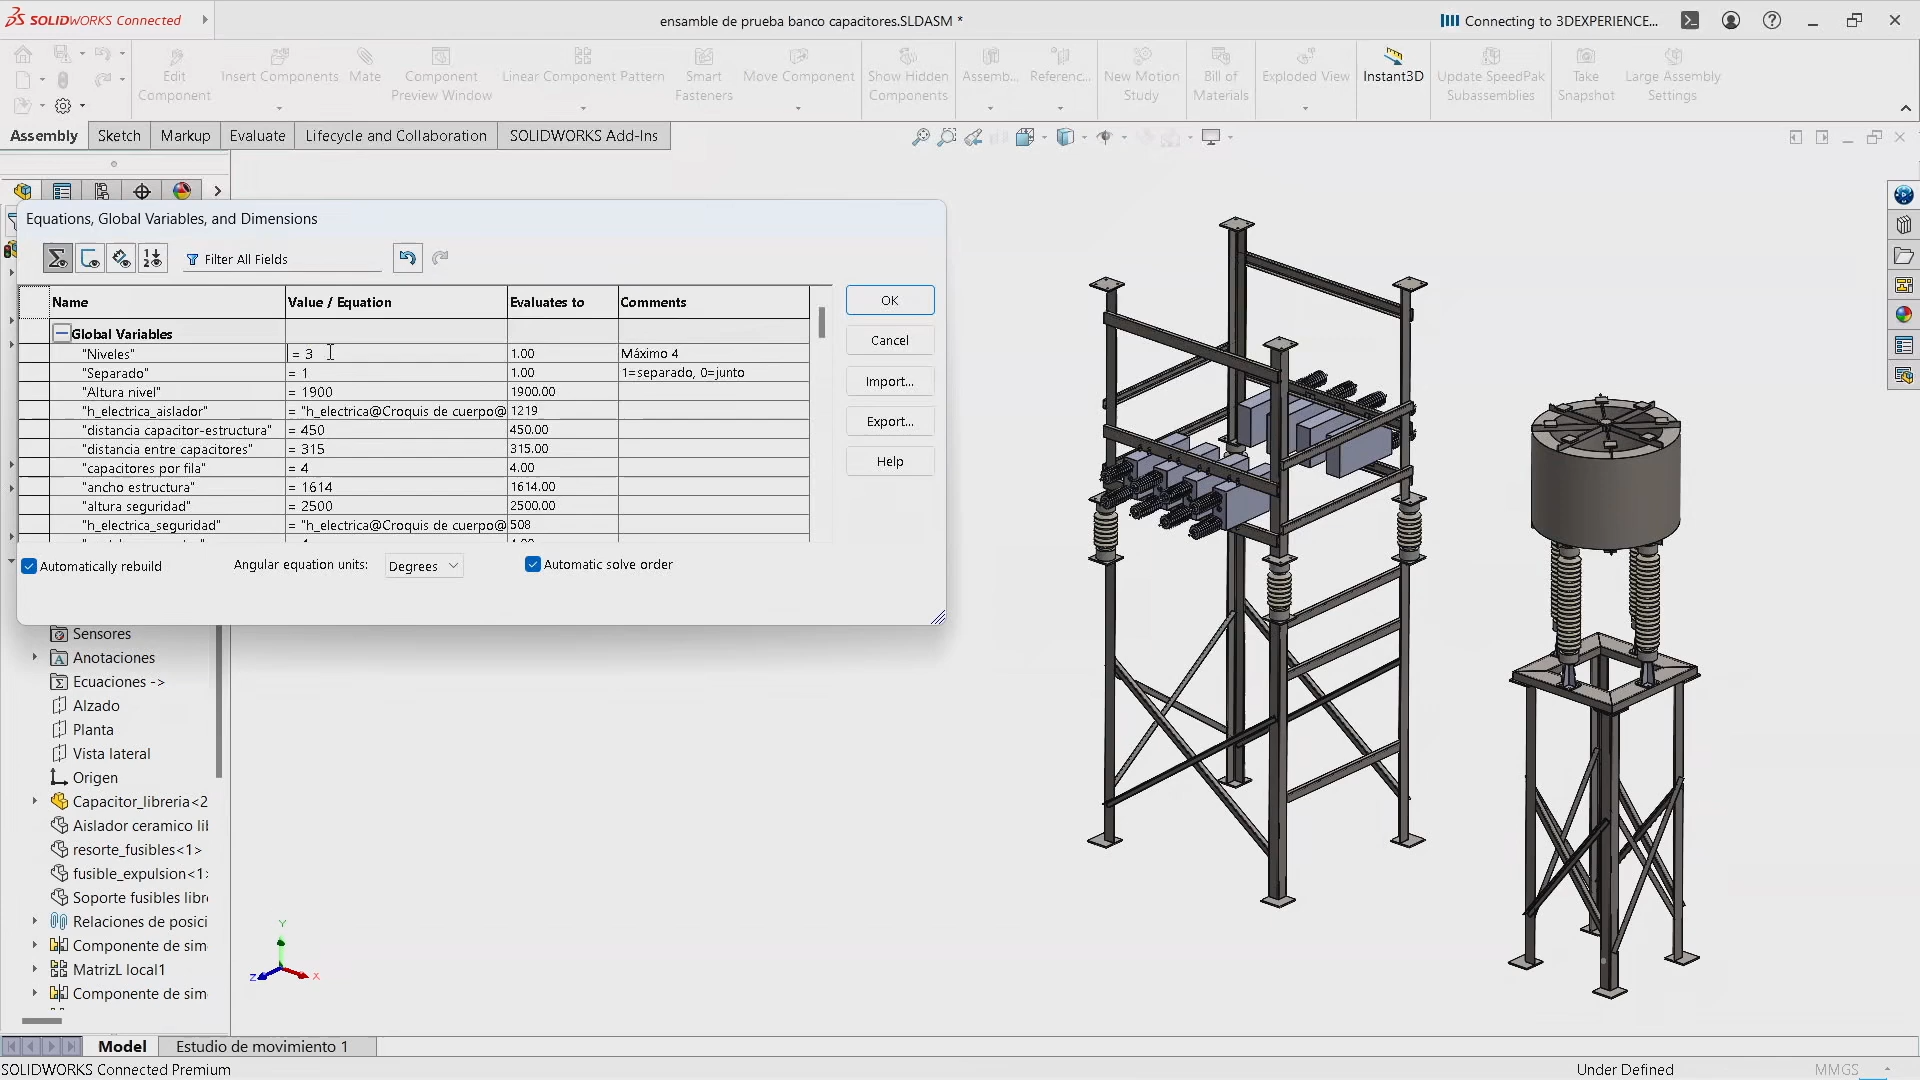 SOLIDWORKS Connected
ensamble de prueba banco capacitores.SLDASM *
Connecting to 3DEXPERIENCE...
Edit Component
Insert Components
Mate
Component Preview Window
Linear Component Pattern
Smart Fasteners
Move Component
Show Hidden Components
Assemb...
Referenc...
New Motion Study
Bill of Materials
Exploded View
Instant3D
Update SpeedPak Subassemblies
Take Snapshot
Large Assembly Settings
Assembly
Sketch
Markup
Evaluate
Lifecycle and Collaboration
SOLIDWORKS Add-Ins
Equations, Global Variables, and Dimensions
Filter All Fields
Name Value / Equation Evaluates to Comments
Global Variables
"Niveles" = 3 1.00 Máximo 4
"Separado" = 1 1.00 1=separado, 0=junto
"Altura nivel" = 1900 1900.00
"h_electrica_aislador" = "h_electrica@Croquis de cuerpo@ 1219
"distancia capacitor-estructura" = 450 450.00
"distancia entre capacitores" = 315 315.00
"capacitores por fila" = 4 4.00
"ancho estructura" = 1614 1614.00
"altura seguridad" = 2500 2500.00
"h_electrica_seguridad" = "h_electrica@Croquis de cuerpo@ 508
OK
Cancel
Import...
Export...
Help
Automatically rebuild
Angular equation units: Degrees
Automatic solve order
Sensores
Anotaciones
Ecuaciones ->
Alzado
Planta
Vista lateral
Origen
Capacitor_libreria<2
Aislador ceramico lib
resorte_fusibles<1>
fusible_expulsion<1>
Soporte fusibles libre
Relaciones de posici
Componente de sim
MatrizL local1
Componente de sim
Y
Z
X
Model
Estudio de movimiento 1
SOLIDWORKS Connected Premium
Under Defined
MMGS